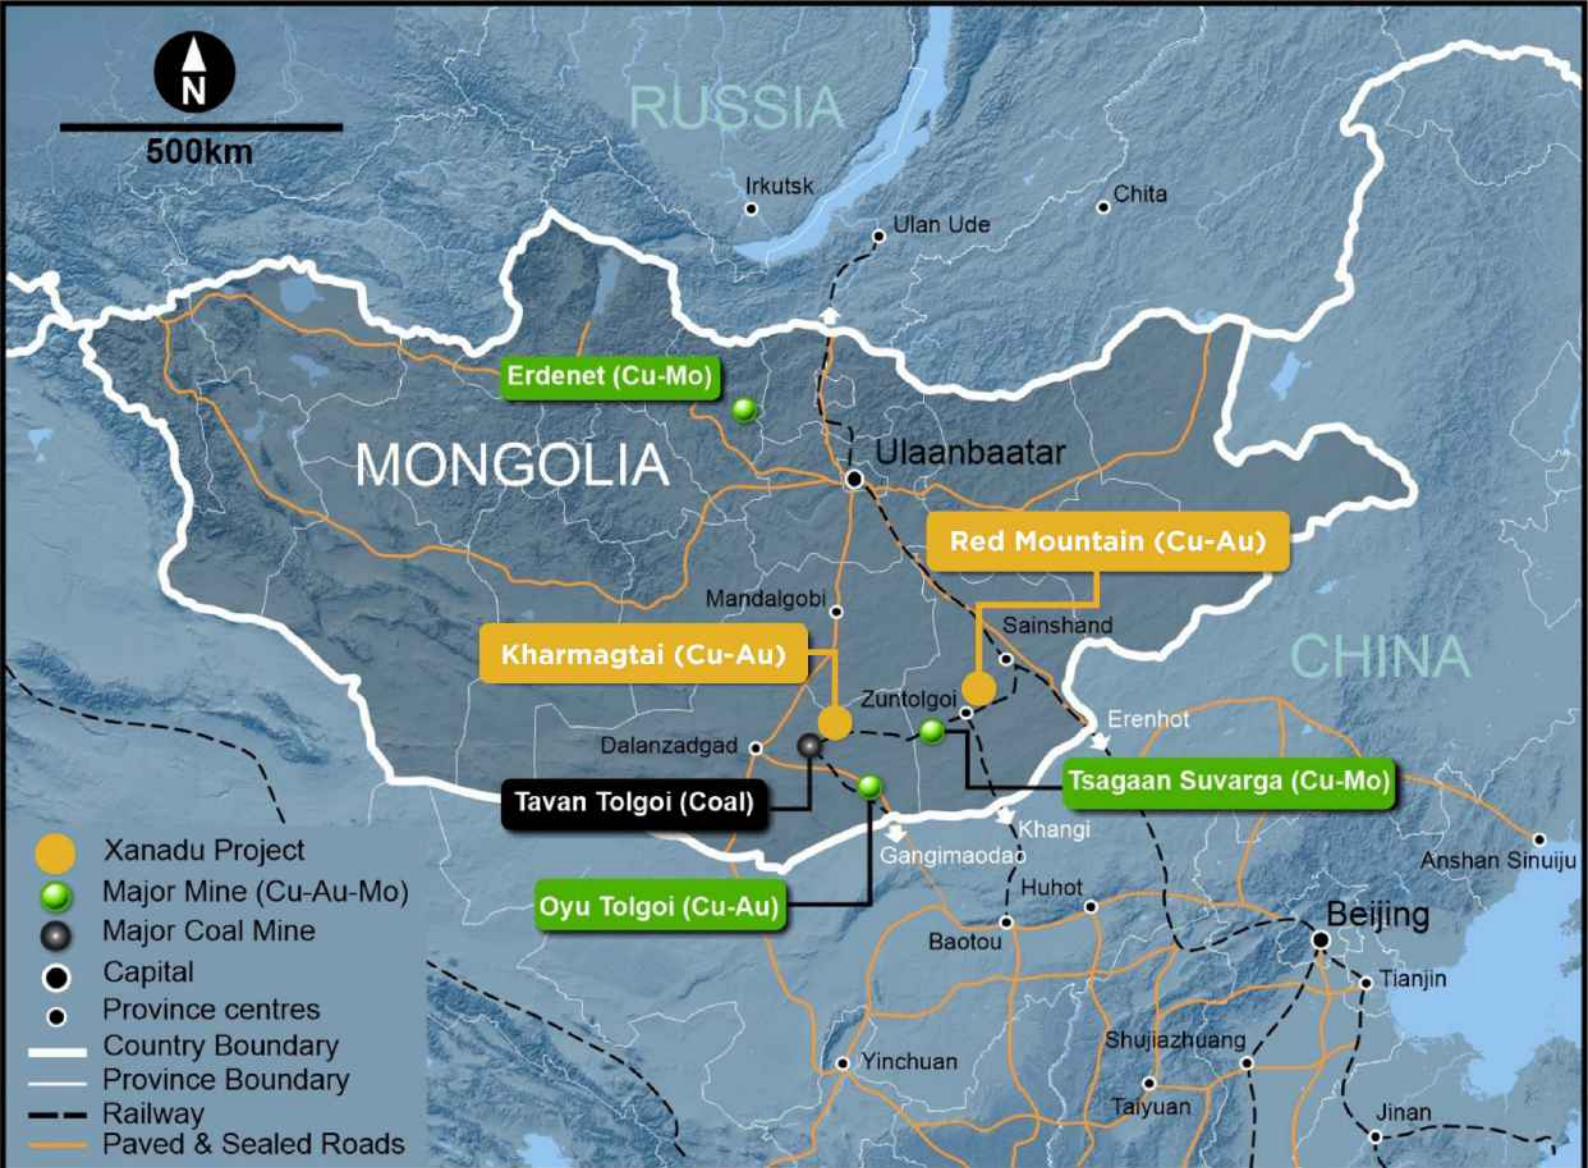 N
500km
RUSSIA
Irkutsk
Chita
Ulan Ude
Erdenet (Cu-Mo)
MONGOLIA
Ulaanbaatar
Red Mountain (Cu-Au)
Mandalgobi
Sainshand
Kharmagtai (Cu-Au)
CHINA
Zuntolgoi
Erenhot
Dalanzadgad
Tsagaan Suvarga (Cu-Mo)
Tavan Tolgoi (Coal)
Khangi
Gangimaodao
Anshan Sinuiju
Huhot
Oyu Tolgoi (Cu-Au)
Beijing
Baotou
Tianjin
Shujiazhuang
Yinchuan
Taiyuan
Jinan
Xanadu Project
Major Mine (Cu-Au-Mo)
Major Coal Mine
Capital
Province centres
Country Boundary
Province Boundary
Railway
Paved & Sealed Roads